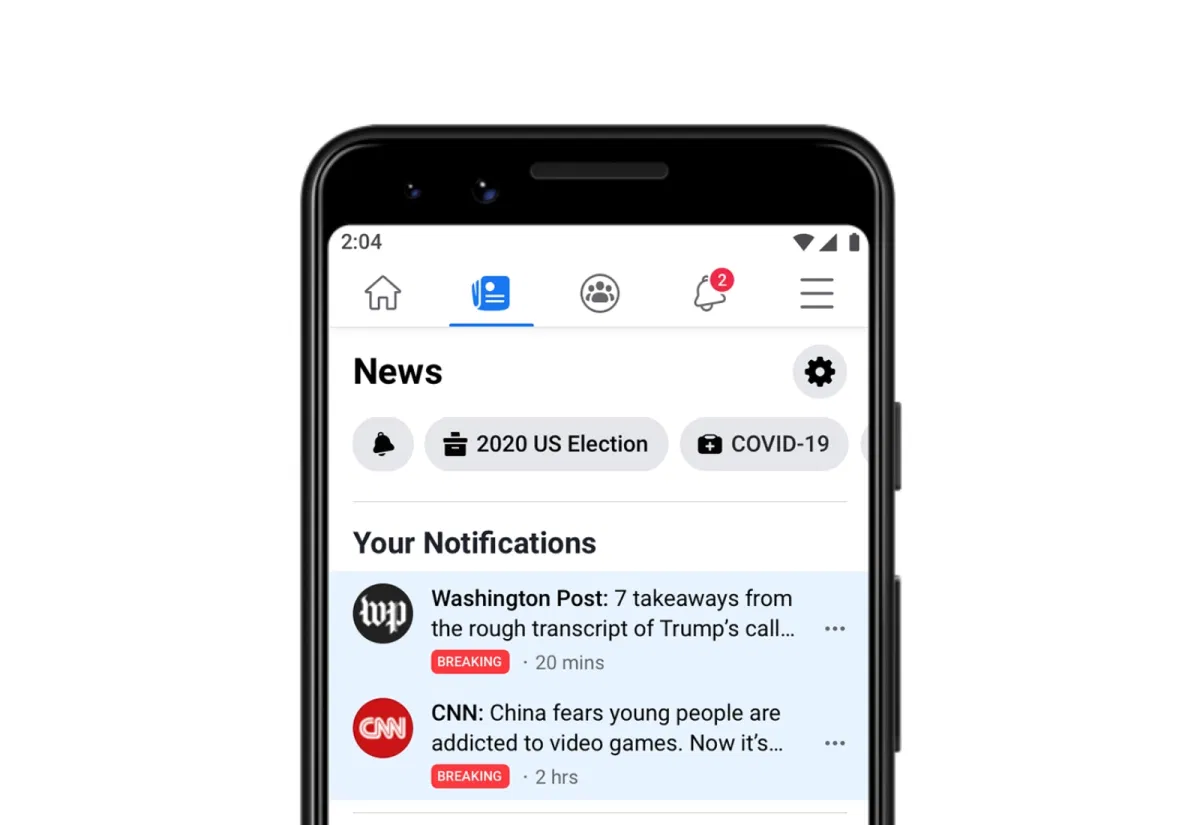 2:04
2
News
2020 US Election
COVID-19
Your Notifications
wp
Washington Post: 7 takeaways from
the rough transcript of Trump’s call...
BREAKING · 20 mins
CNN
CNN: China fears young people are
addicted to video games. Now it’s...
BREAKING · 2 hrs